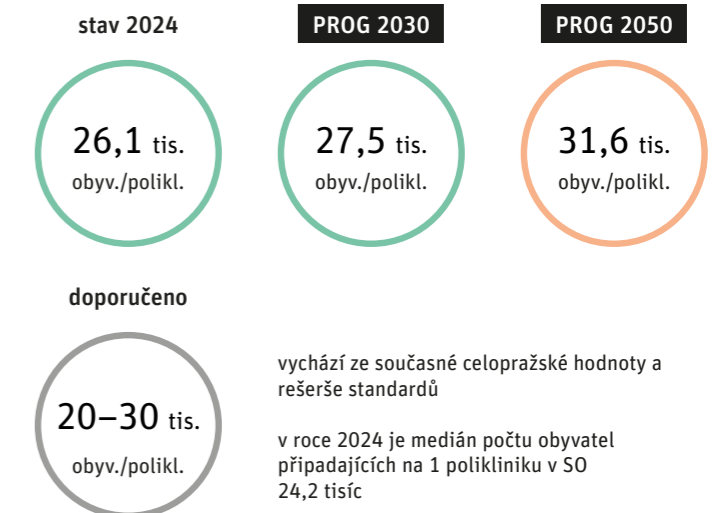 stav 2024
PROG 2030
PROG 2050
26,1 tis.
obyv./polikl.
27,5 tis.
obyv./polikl.
31,6 tis.
obyv./polikl.
doporučeno
20–30 tis.
obyv./polikl.
vychází ze současné celopražské hodnoty a
rešerše standardů
v roce 2024 je medián počtu obyvatel
připadajících na 1 polikliniku v SO
24,2 tisíc